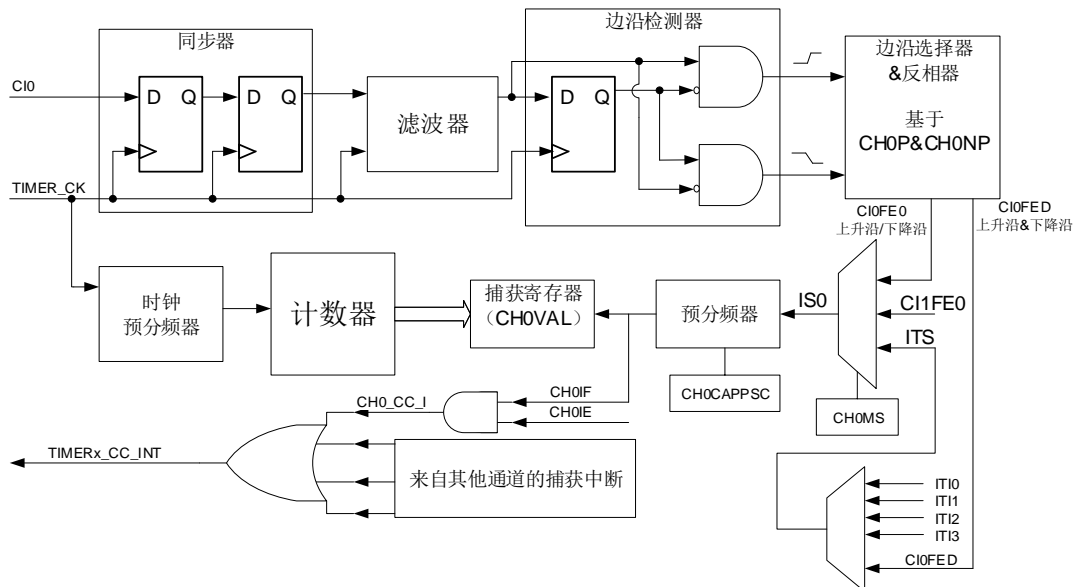 同步器
边沿检测器
CI0
D Q
D Q
滤波器
D Q
边沿选择器
&反相器
基于
CH0P&CH0NP
TIMER_CK
CI0FE0
上升沿/下降沿
CI0FED
上升沿&下降沿
时钟
预分频器
计数器
捕获寄存器
（CH0VAL）
预分频器
IS0
CI1FE0
ITS
CH0CAPPSC
CH0MS
CH0_CC_I
CH0IF
CH0IE
TIMERx_CC_INT
来自其他通道的捕获中断
ITI0
ITI1
ITI2
ITI3
CI0FED